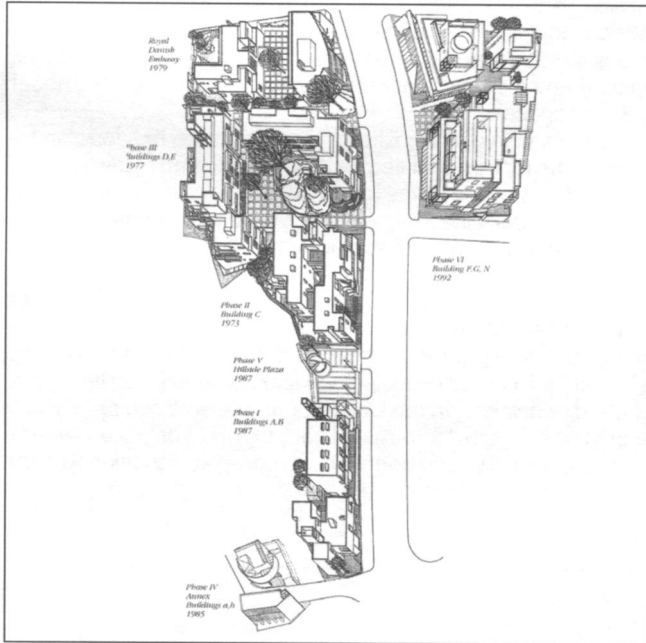 Royal
Danish
Embassy
1979
Phase III
Buildings D,E
1977
Phase VI
Building F, G, N
1992
Phase II
Building C
1973
Phase V
Hillside Plaza
1987
Phase I
Buildings A,B
1987
Phase IV
Annex
Buildings a,b
1985